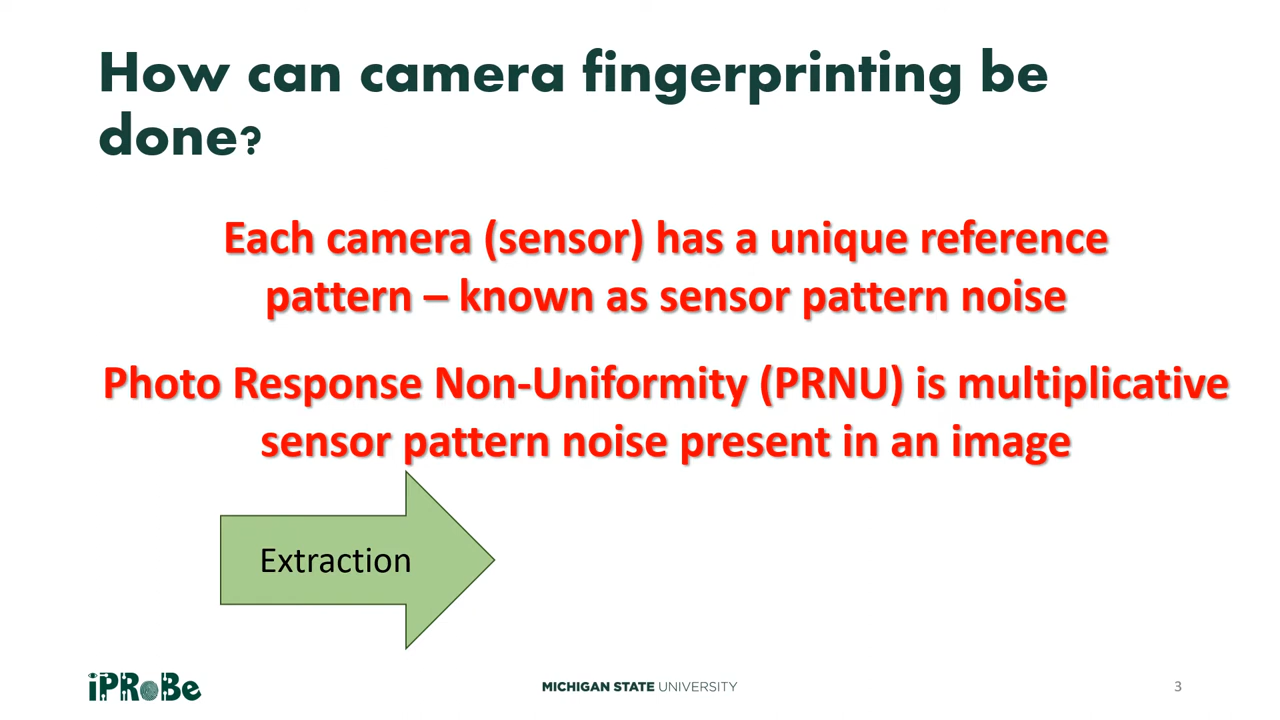 How can camera fingerprinting be
done?
Each camera (sensor) has a unique reference
pattern – known as sensor pattern noise
Photo Response Non-Uniformity (PRNU) is multiplicative
sensor pattern noise present in an image
Extraction
iPRoBe
MICHIGAN STATE UNIVERSITY
3